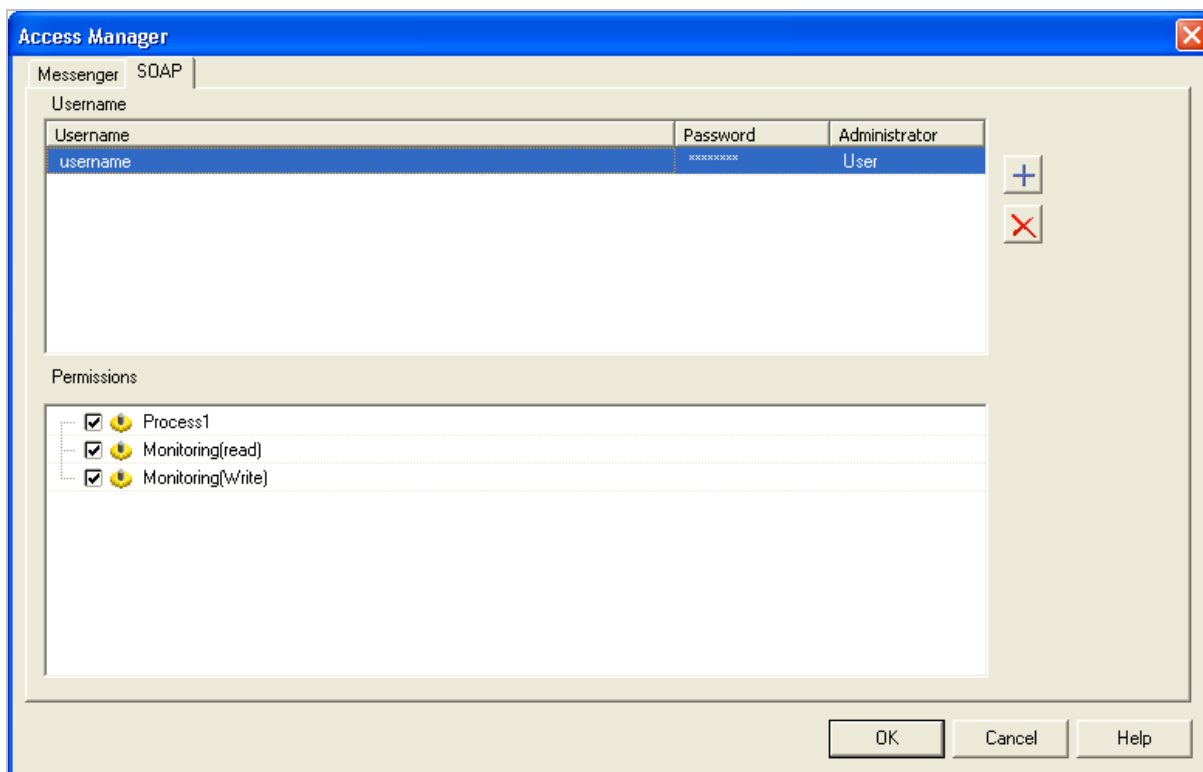 Access Manager
Messenger SOAP
Username
Username Password Administrator
username ******** User
Permissions
Process1
Monitoring(read)
Monitoring(Write)
OK Cancel Help